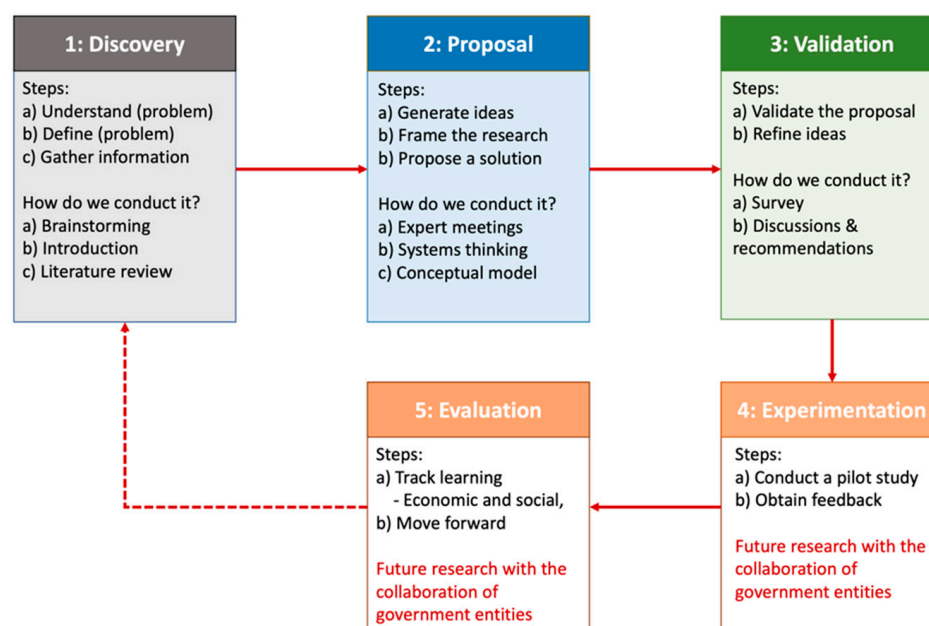 1: Discovery
Steps:
a) Understand (problem)
b) Define (problem)
c) Gather information
How do we conduct it?
a) Brainstorming
b) Introduction
c) Literature review
2: Proposal
Steps:
a) Generate ideas
b) Frame the research
b) Propose a solution
How do we conduct it?
a) Expert meetings
b) Systems thinking
c) Conceptual model
3: Validation
Steps:
a) Validate the proposal
b) Refine ideas
How do we conduct it?
a) Survey
b) Discussions &
recommendations
4: Experimentation
Steps:
a) Conduct a pilot study
b) Obtain feedback
Future research with the
collaboration of
government entities
5: Evaluation
Steps:
a) Track learning
- Economic and social,
b) Move forward
Future research with the
collaboration of
government entities